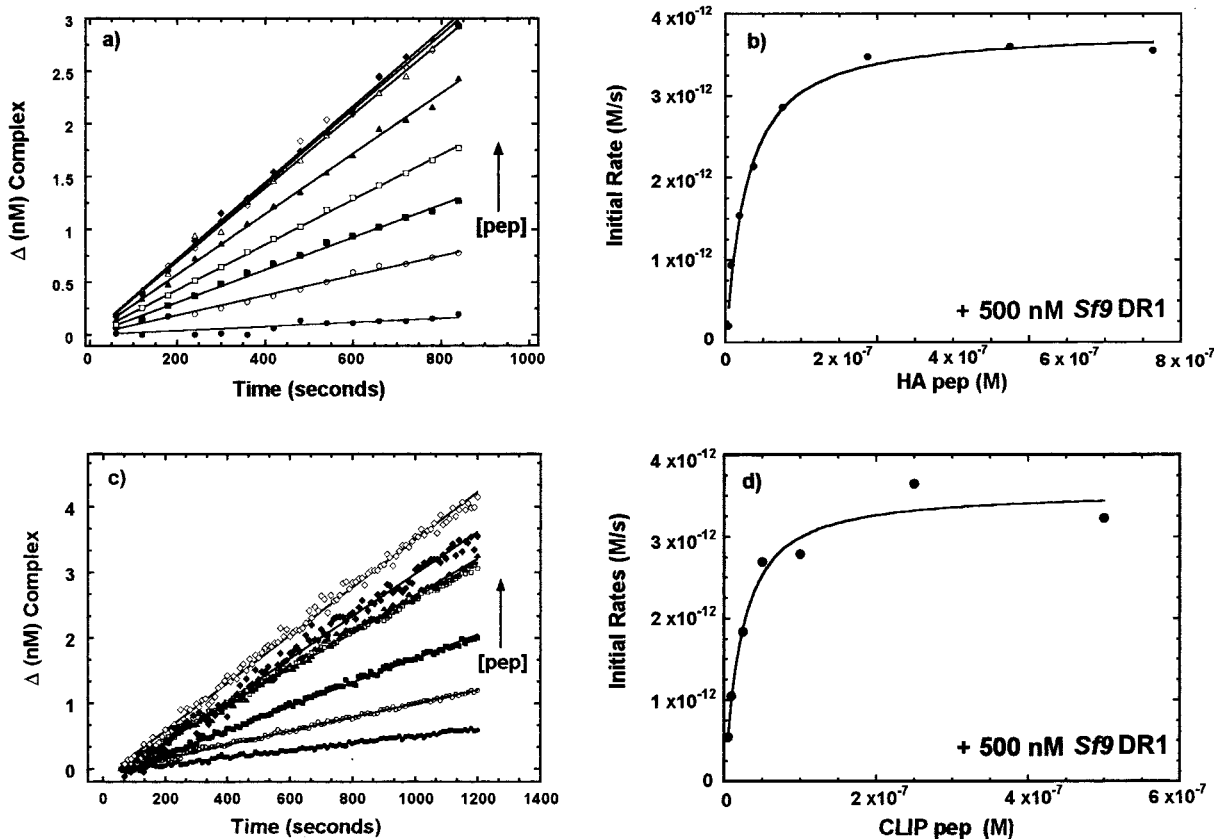 a)
Δ (nM) Complex
3
2.5
2
1.5
1
0.5
0
[pep]
0 200 400 600 800 1000
Time (seconds)
b)
Initial Rate (M/s)
4 x10-12
3 x10-12
2 x10-12
1 x10-12
0
+ 500 nM Sf9 DR1
0 2 x 10-7 4 x 10-7 6 x 10-7 8 x 10-7
HA pep (M)
c)
Δ (nM) Complex
4
3
2
1
0
[pep]
0 200 400 600 800 1000 1200 1400
Time (seconds)
d)
Initial Rates (M/s)
4 x10-12
3 x10-12
2 x10-12
1 x10-12
0
+ 500 nM Sf9 DR1
0 2 x10-7 4 x10-7 6 x 10-7
CLIP pep (M)